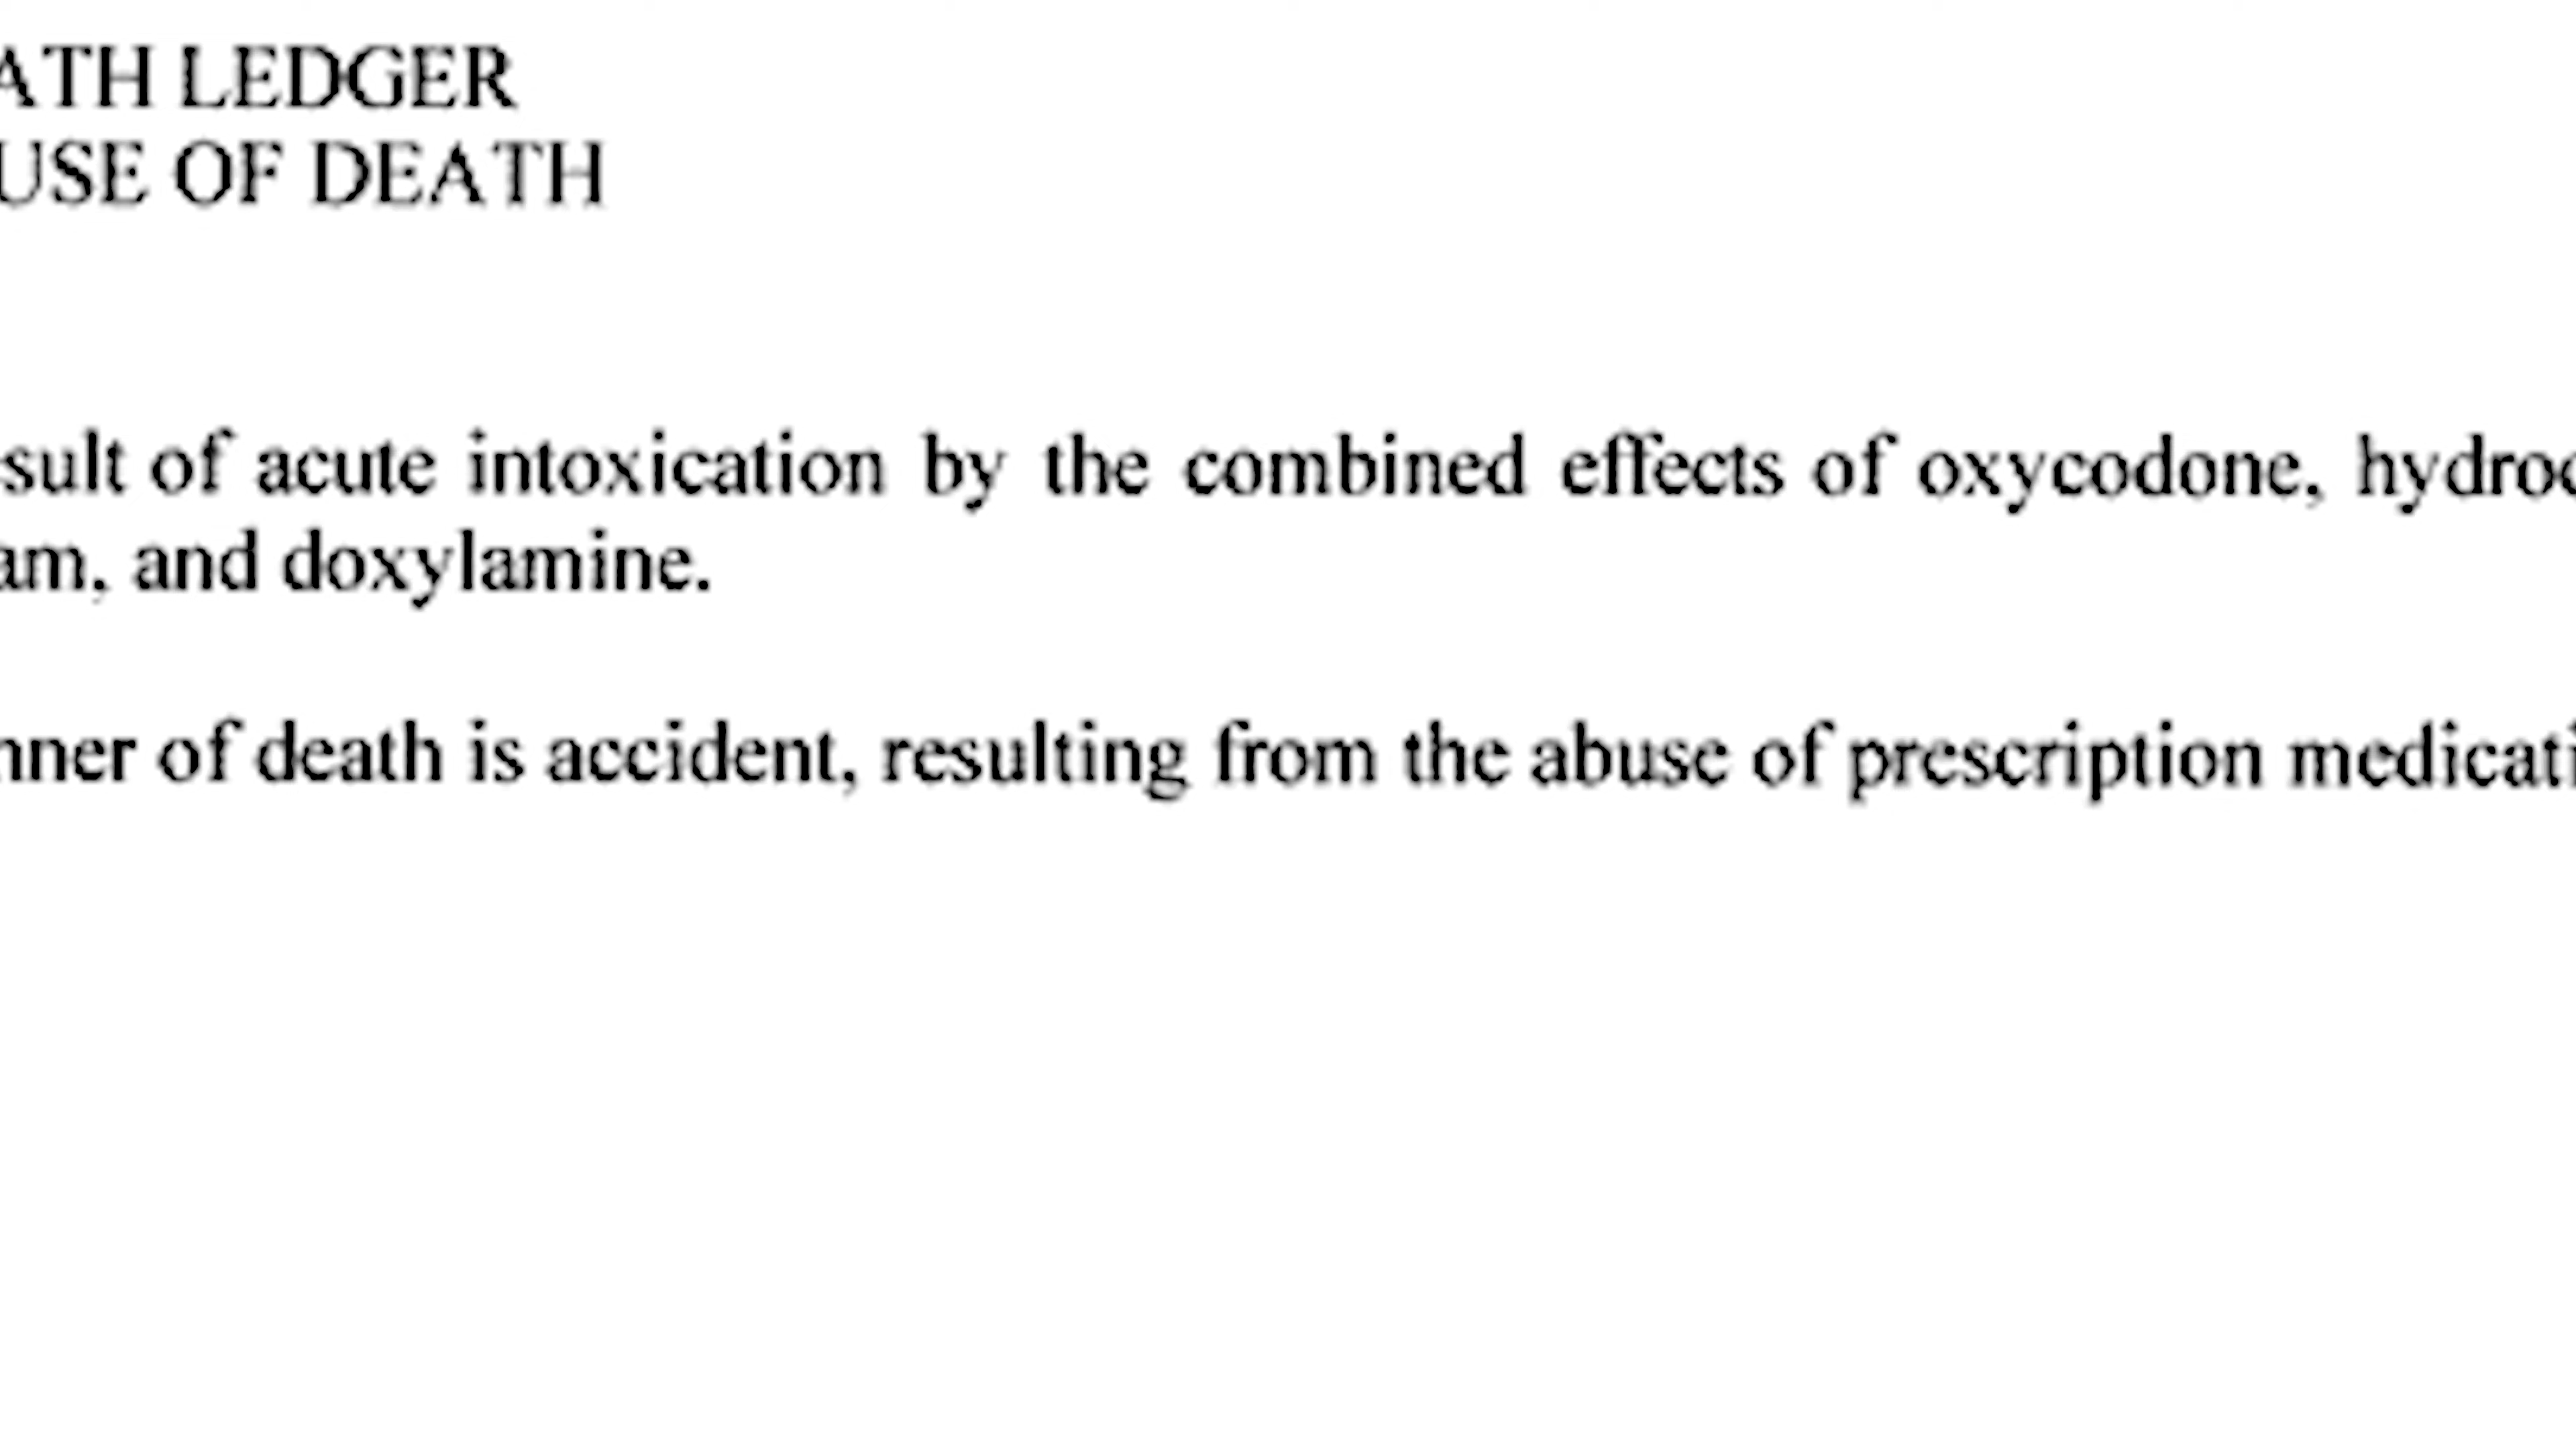 ATH LEDGER
USE OF DEATH
sult of acute intoxication by the combined effects of oxycodone, hydroc
am, and doxylamine.
nner of death is accident, resulting from the abuse of prescription medicati